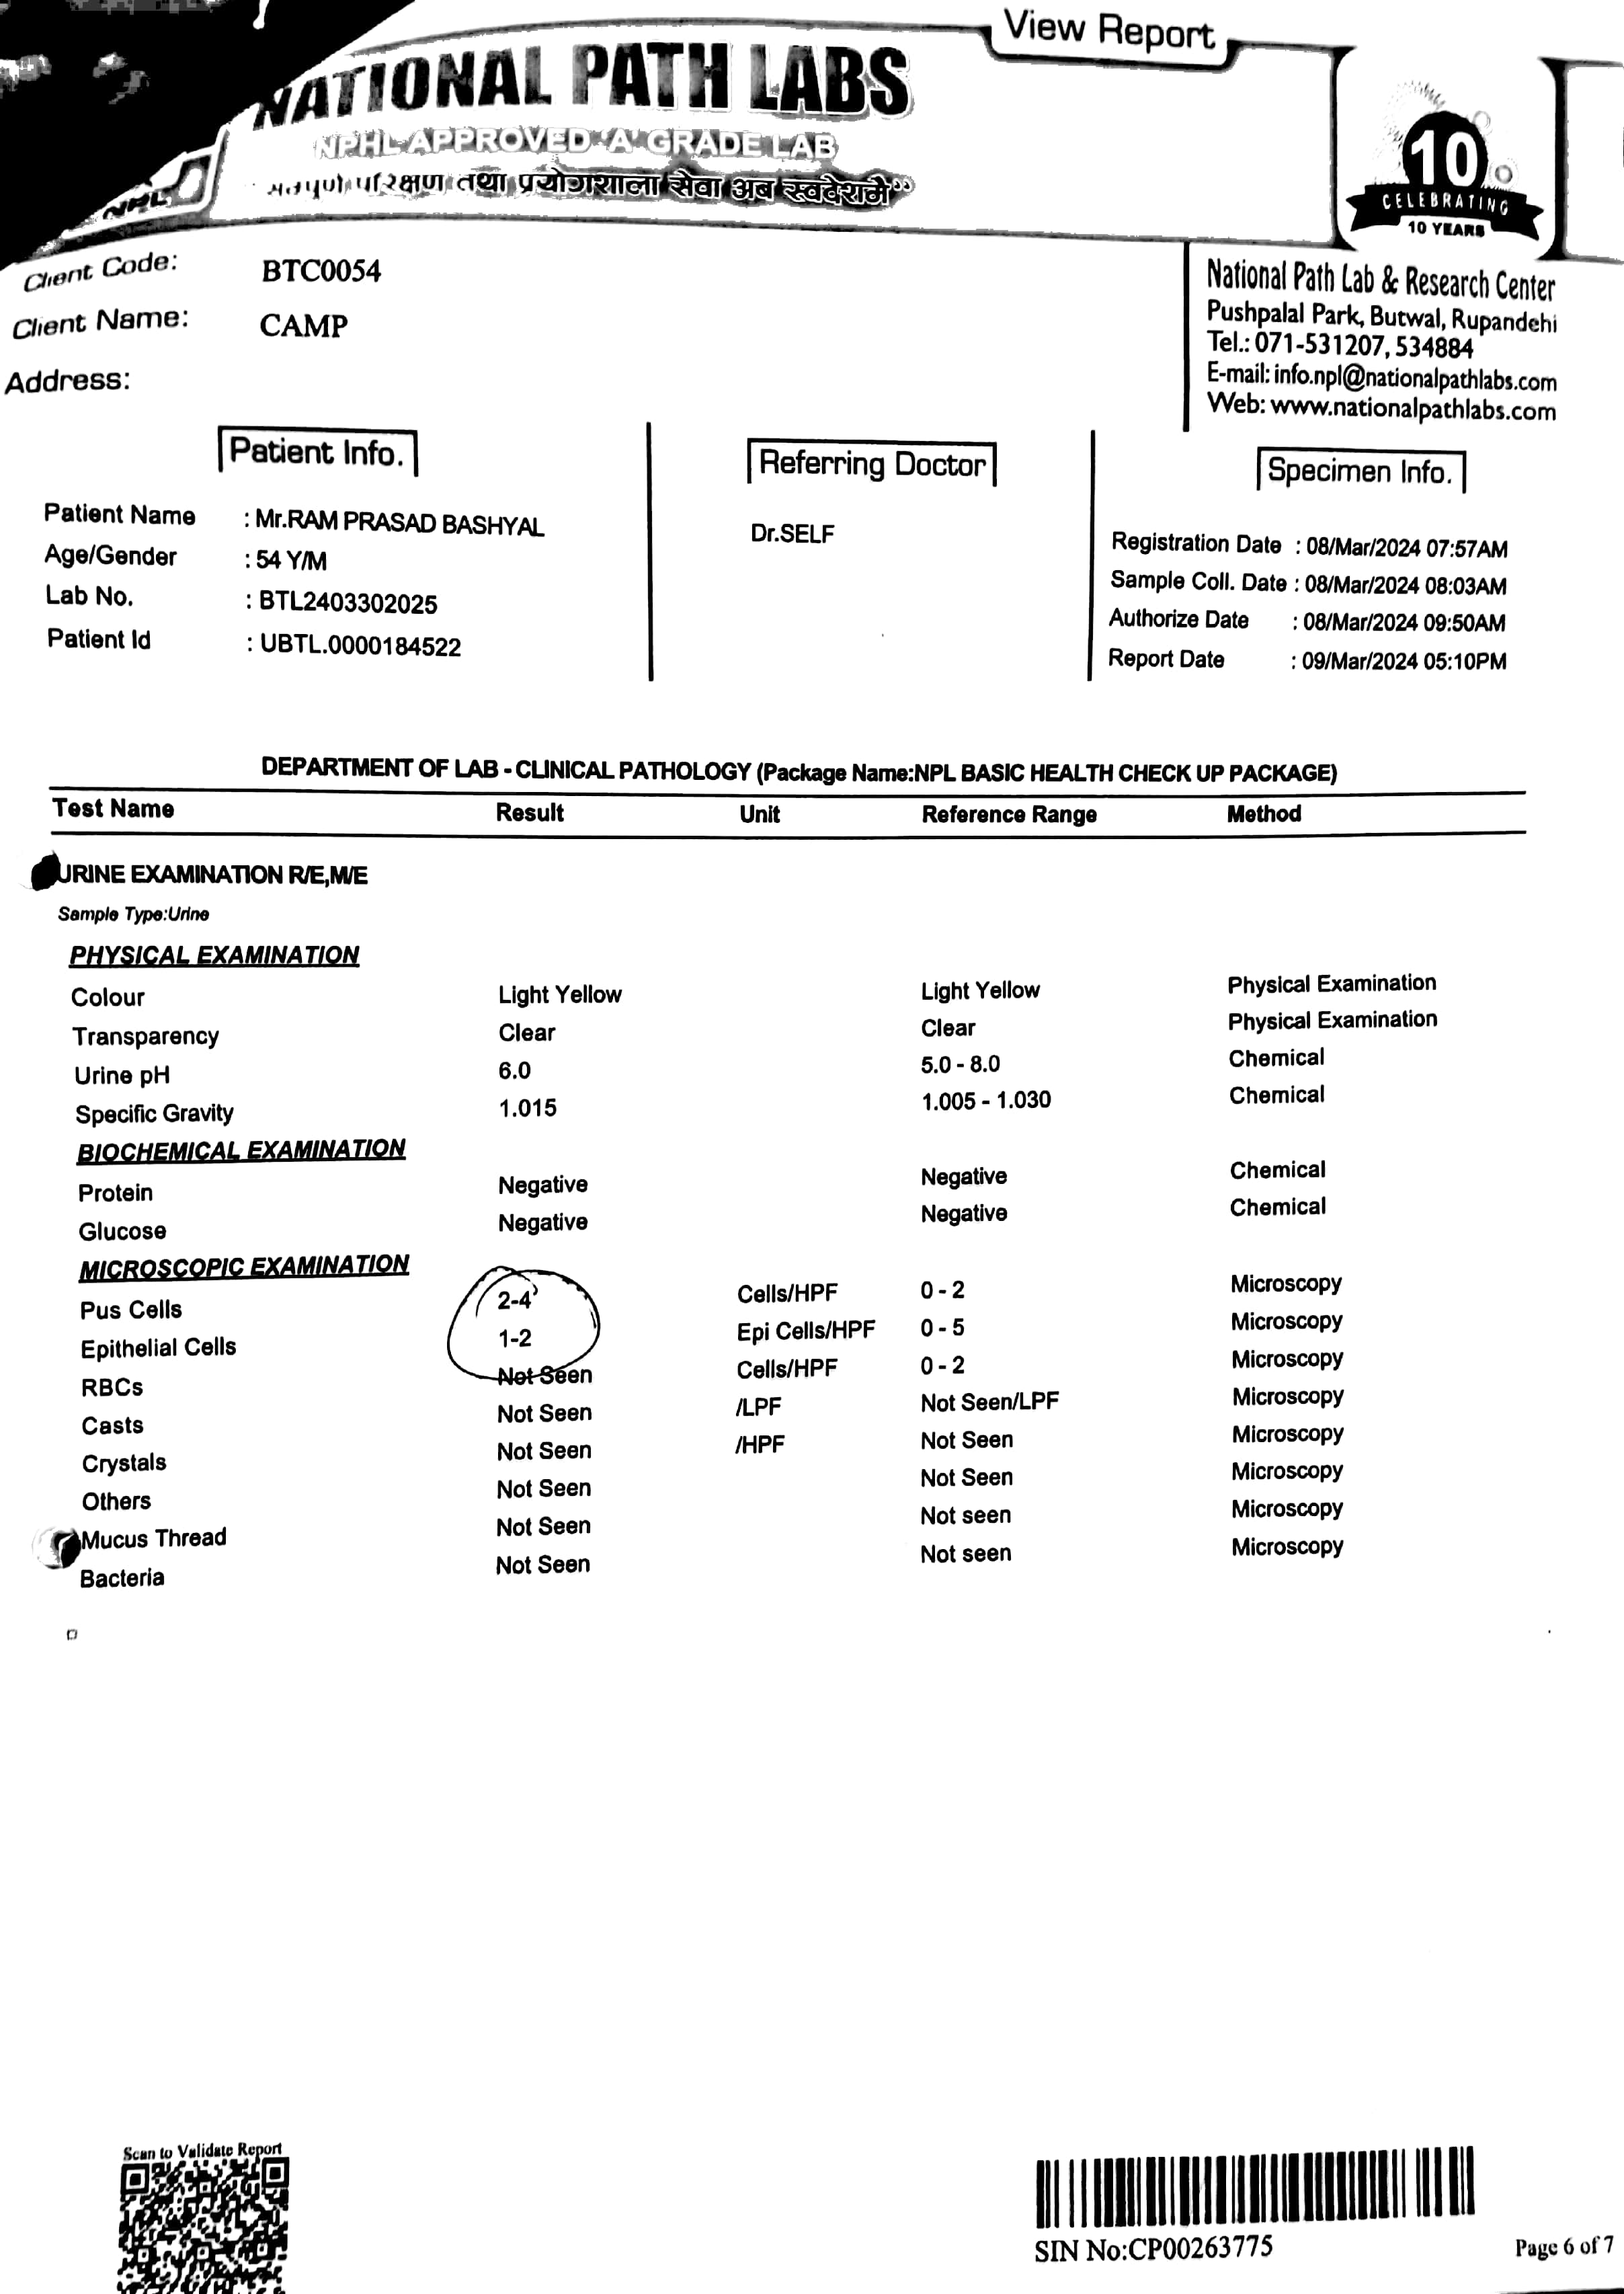 View Report
NATIONAL PATH LABS
NPHL APPROVED 'A' GRADE LAB
परिक्षण तथा प्रयोगशाला सेवा अब स्वदेशमै"
NPL
10
CELEBRATING
10 YEARS
Client Code: BTC0054
Client Name: CAMP
Address:
National Path Lab & Research Center
Pushpalal Park, Butwal, Rupandehi
Tel.: 071-531207, 534884
E-mail: info.npl@nationalpathlabs.com
Web: www.nationalpathlabs.com
Patient Info.
Patient Name : Mr.RAM PRASAD BASHYAL
Age/Gender : 54 Y/M
Lab No. : BTL2403302025
Patient Id : UBTL.0000184522
Referring Doctor
Dr.SELF
Specimen Info.
Registration Date : 08/Mar/2024 07:57AM
Sample Coll. Date : 08/Mar/2024 08:03AM
Authorize Date : 08/Mar/2024 09:50AM
Report Date : 09/Mar/2024 05:10PM
DEPARTMENT OF LAB - CLINICAL PATHOLOGY (Package Name:NPL BASIC HEALTH CHECK UP PACKAGE)
Test Name Result Unit Reference Range Method
URINE EXAMINATION R/E,M/E
Sample Type:Urine
PHYSICAL EXAMINATION
Colour Light Yellow Light Yellow Physical Examination
Transparency Clear Clear Physical Examination
Urine pH 6.0 5.0 - 8.0 Chemical
Specific Gravity 1.015 1.005 - 1.030 Chemical
BIOCHEMICAL EXAMINATION
Protein Negative Negative Chemical
Glucose Negative Negative Chemical
MICROSCOPIC EXAMINATION
Pus Cells 2-4 Cells/HPF 0 - 2 Microscopy
Epithelial Cells 1-2 Epi Cells/HPF 0 - 5 Microscopy
RBCs Not Seen Cells/HPF 0 - 2 Microscopy
Casts Not Seen /LPF Not Seen/LPF Microscopy
Crystals Not Seen /HPF Not Seen Microscopy
Others Not Seen Not Seen Microscopy
Mucus Thread Not Seen Not seen Microscopy
Bacteria Not Seen Not seen Microscopy
Scan to Validate Report
SIN No:CP00263775
Page 6 of 7